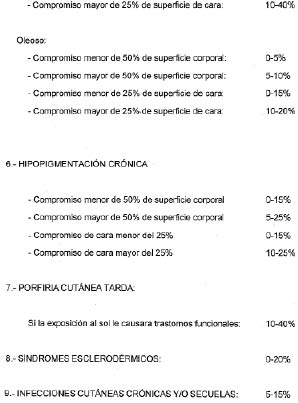 - Compromiso mayor de 25% de superficie de cara: 10-40%
Oleoso:
- Compromiso menor de 50% de superficie corporal: 0-5%
- Compromiso mayor de 50% de superficie corporal: 5-10%
- Compromiso menor de 25% de superficie de cara: 0-15%
- Compromiso mayor de 25% de superficie de cara: 10-20%
6.- HIPOPIGMENTACIÓN CRÓNICA.
- Compromiso menor de 50% de superficie corporal 0-15%
- Compromiso mayor de 50% de superficie corporal 5-25%
- Compromiso de cara menor del 25% 0-15%
- Compromiso de cara mayor del 25% 10-25%
7.- PORFIRIA CUTÁNEA TARDA:
Si la exposición al sol le causara trastornos funcionales: 10-40%
8.- SÍNDROMES ESCLERODÉRMICOS: 0-20%
9.- INFECCIONES CUTÁNEAS CRÓNICAS Y/O SECUELAS: 5-15%